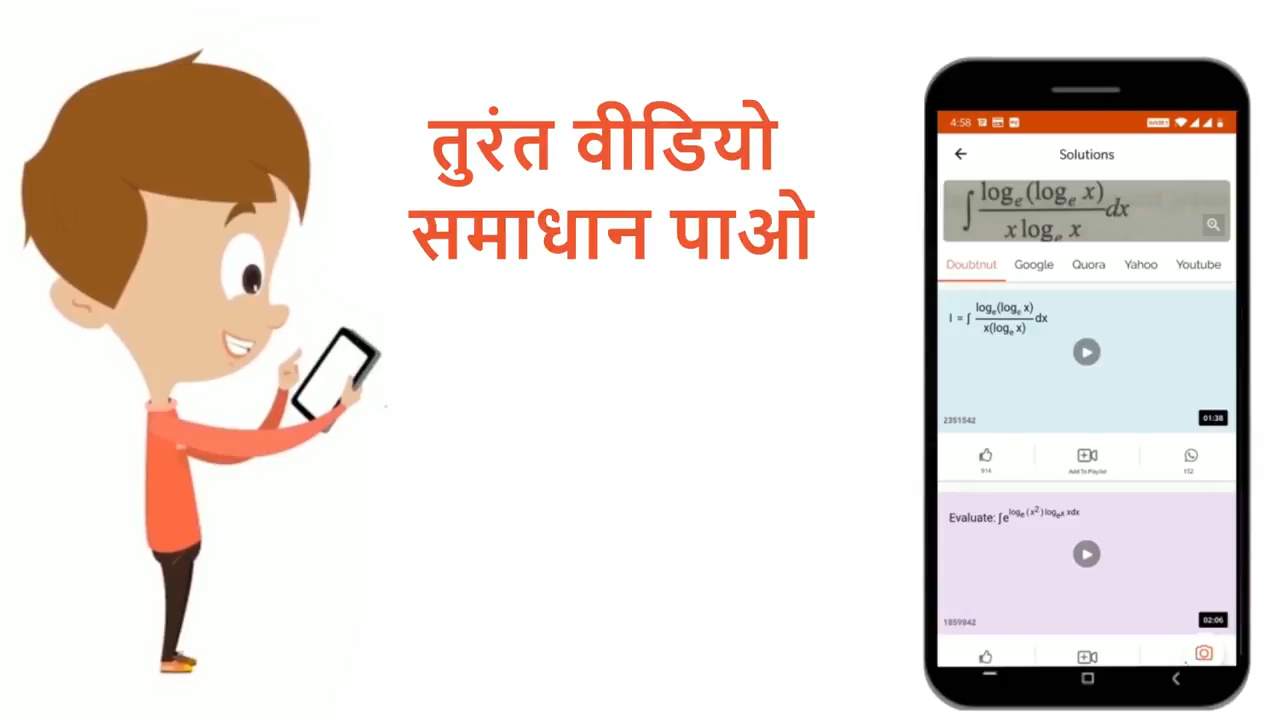 तुरंत वीडियो
समाधान पाओ
4:58
Solutions
∫ logₑ(logₑ x) / x logₑ x dx
Doubtnut Google Quora Yahoo Youtube
I = ∫ logₑ(logₑ x) / x(logₑ x) dx
2351542 01:38
914 Add To Playlist 152
Evaluate: ∫e^logₑ(x²)logₑx xdx
1859842 02:06